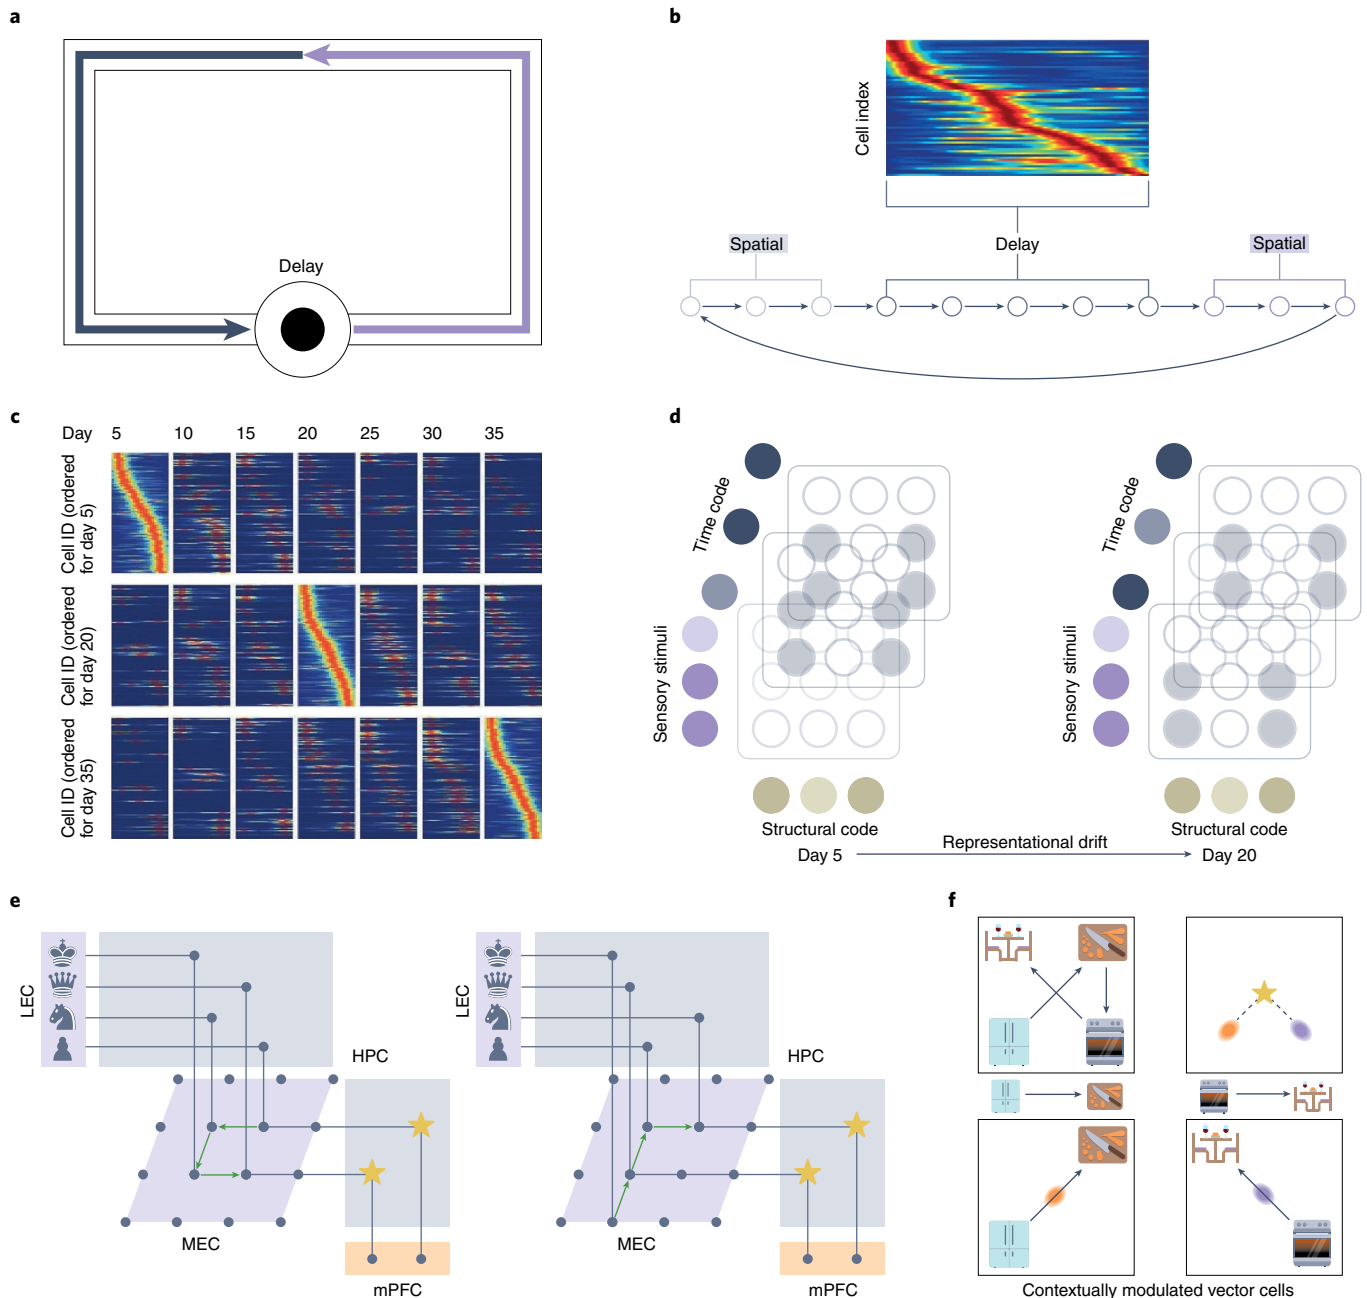 a
Delay
b
Cell index
Spatial
Delay
Spatial
c
Day 5 10 15 20 25 30 35
Cell ID (ordered
for day 5)
Cell ID (ordered
for day 20)
Cell ID (ordered
for day 35)
d
Time code
Sensory stimuli
Structural code
Day 5
Representational drift
Time code
Sensory stimuli
Structural code
Day 20
e
LEC
HPC
MEC
mPFC
LEC
HPC
MEC
mPFC
f
Contextually modulated vector cells